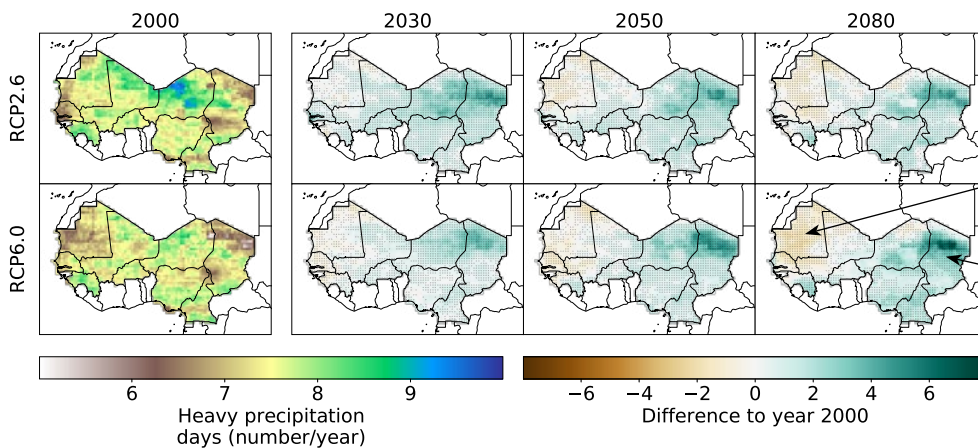 2000 2030 2050 2080
RCP2.6
RCP6.0
6 7 8 9
Heavy precipitation
days (number/year)
−6 −4 −2 0 2 4 6
Difference to year 2000